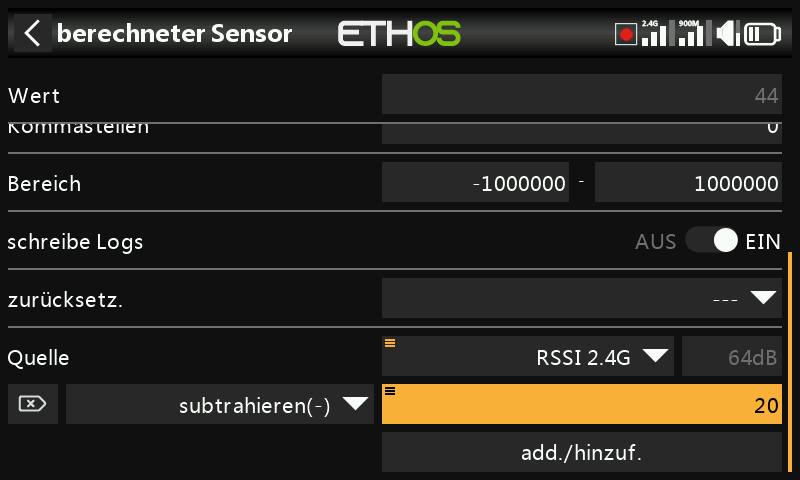 berechneter Sensor ETHOS 2.4G 900M
Wert 44
Kommastellen 0
Bereich -1000000 - 1000000
schreibe Logs AUS EIN
zurücksetz. ---
Quelle RSSI 2.4G 64dB
subtrahieren(-) 20
add./hinzuf.